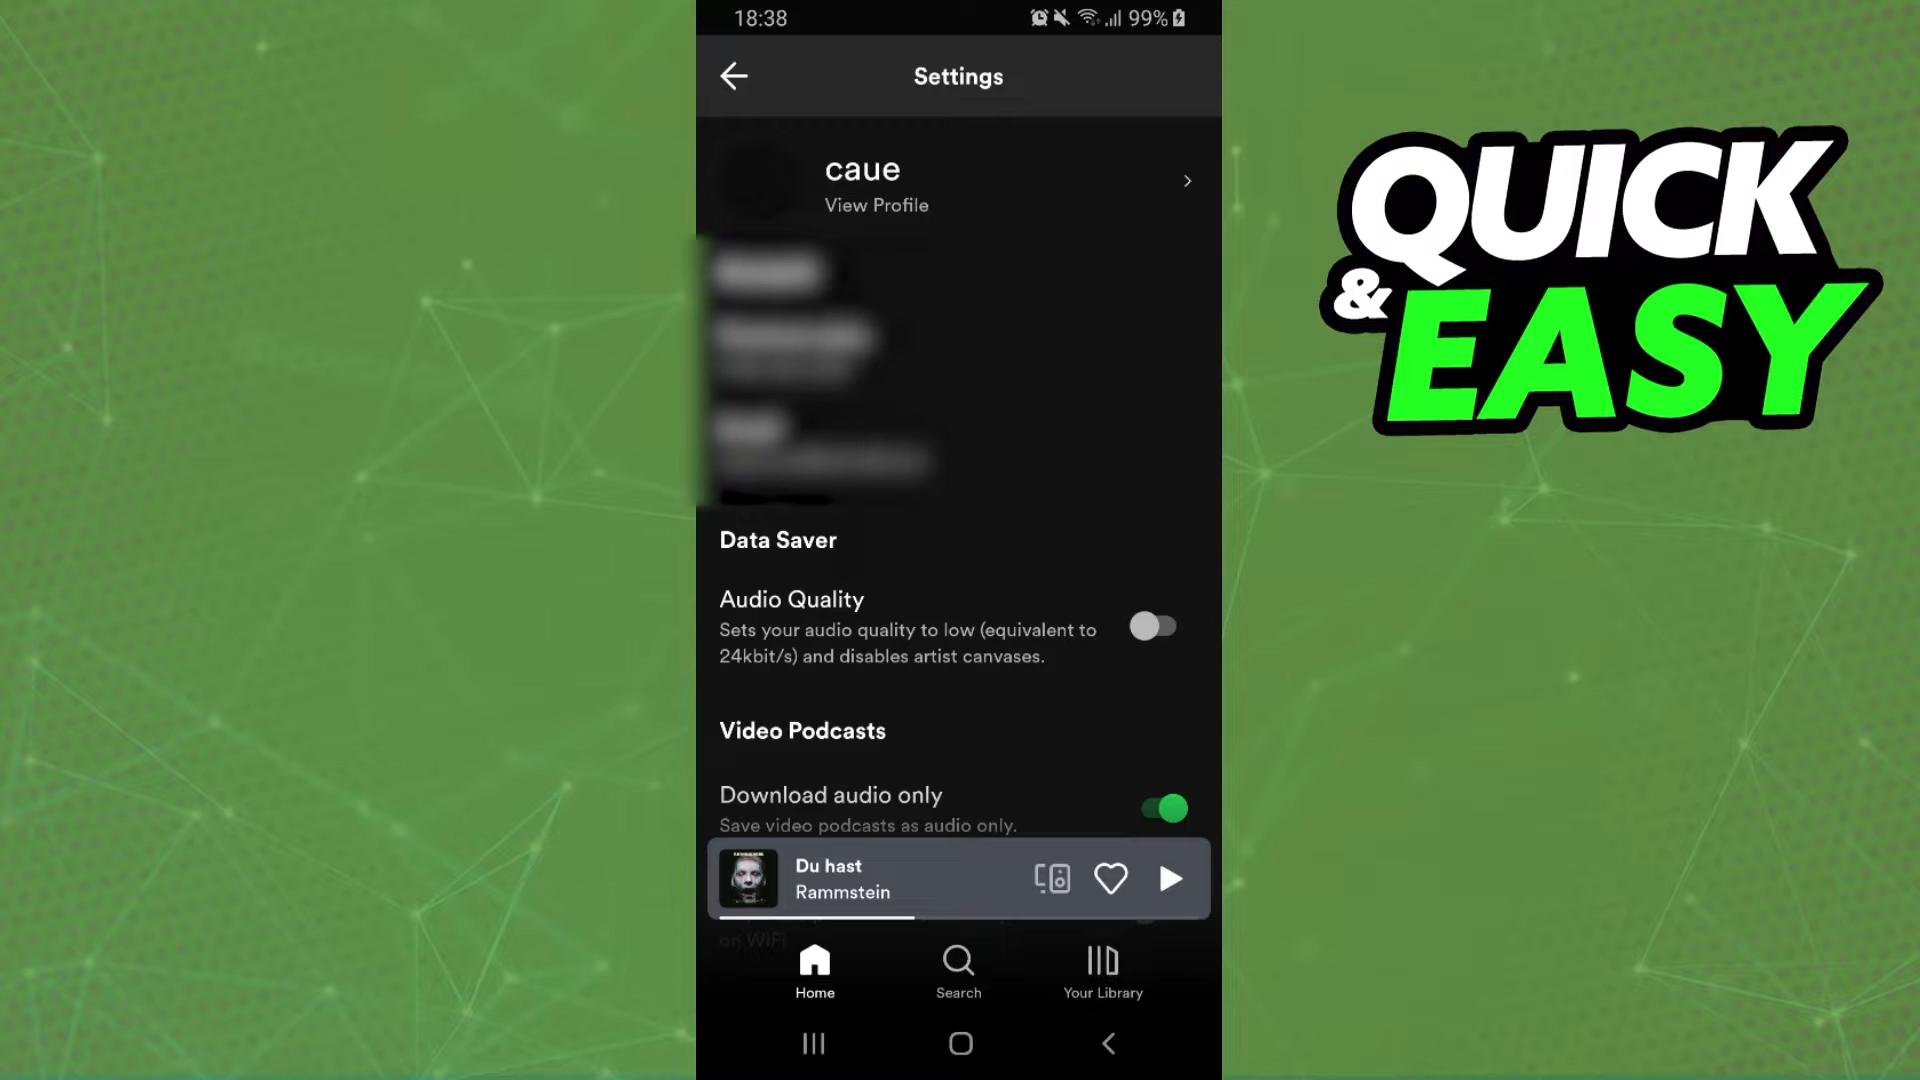 18:38
99%
Settings
caue
View Profile
Data Saver
Audio Quality
Sets your audio quality to low (equivalent to
24kbit/s) and disables artist canvases.
Video Podcasts
Download audio only
Save video podcasts as audio only.
Du hast
Rammstein
on WiFi
Home
Search
Your Library
QUICK
& EASY